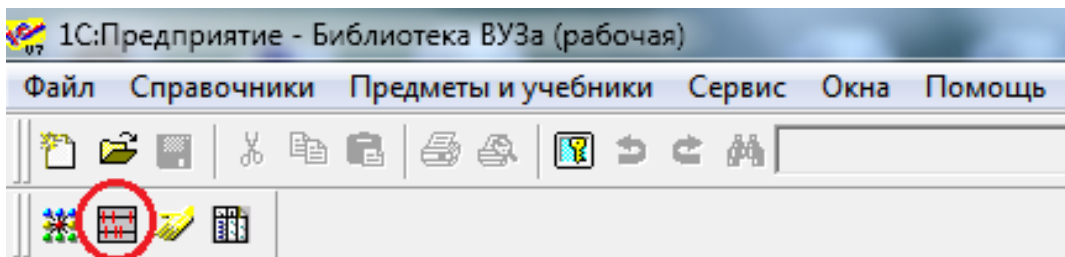 1С:Предприятие - Библиотека ВУЗа (рабочая)
Файл Справочники Предметы и учебники Сервис Окна Помощь